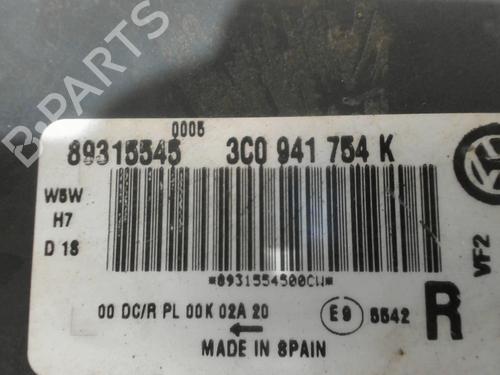 B-PARTS
0005
89315545 3C0 941 754 K
W5W
H7
D 18
*8931554500CW*
VF2
00 DC/R PL 00K 02A 20
E9 5542
R
MADE IN SPAIN